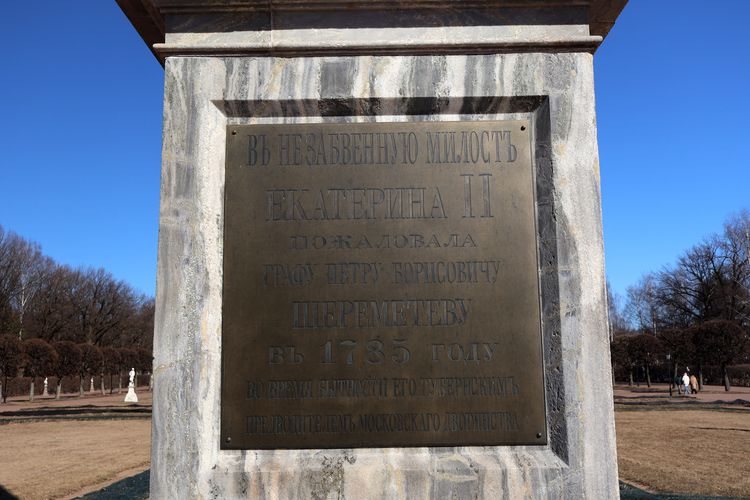 ВЪ НЕЗАБВЕННУЮ МИЛОСТЬ
ЕКАТЕРИНА II
ПОЖАЛОВАЛА
ГРАФУ ПЕТРУ БОРИСОВИЧУ
ШЕРЕМЕТЕВУ
ВЪ 1785 ГОДУ
ВО ВРЕМЯ БЫТНОСТИ ЕГО ГУБЕРНСКИМЪ
ПРЕДВОДИТЕЛЕМЪ МОСКОВСКАГО ДВОРИНСТВА